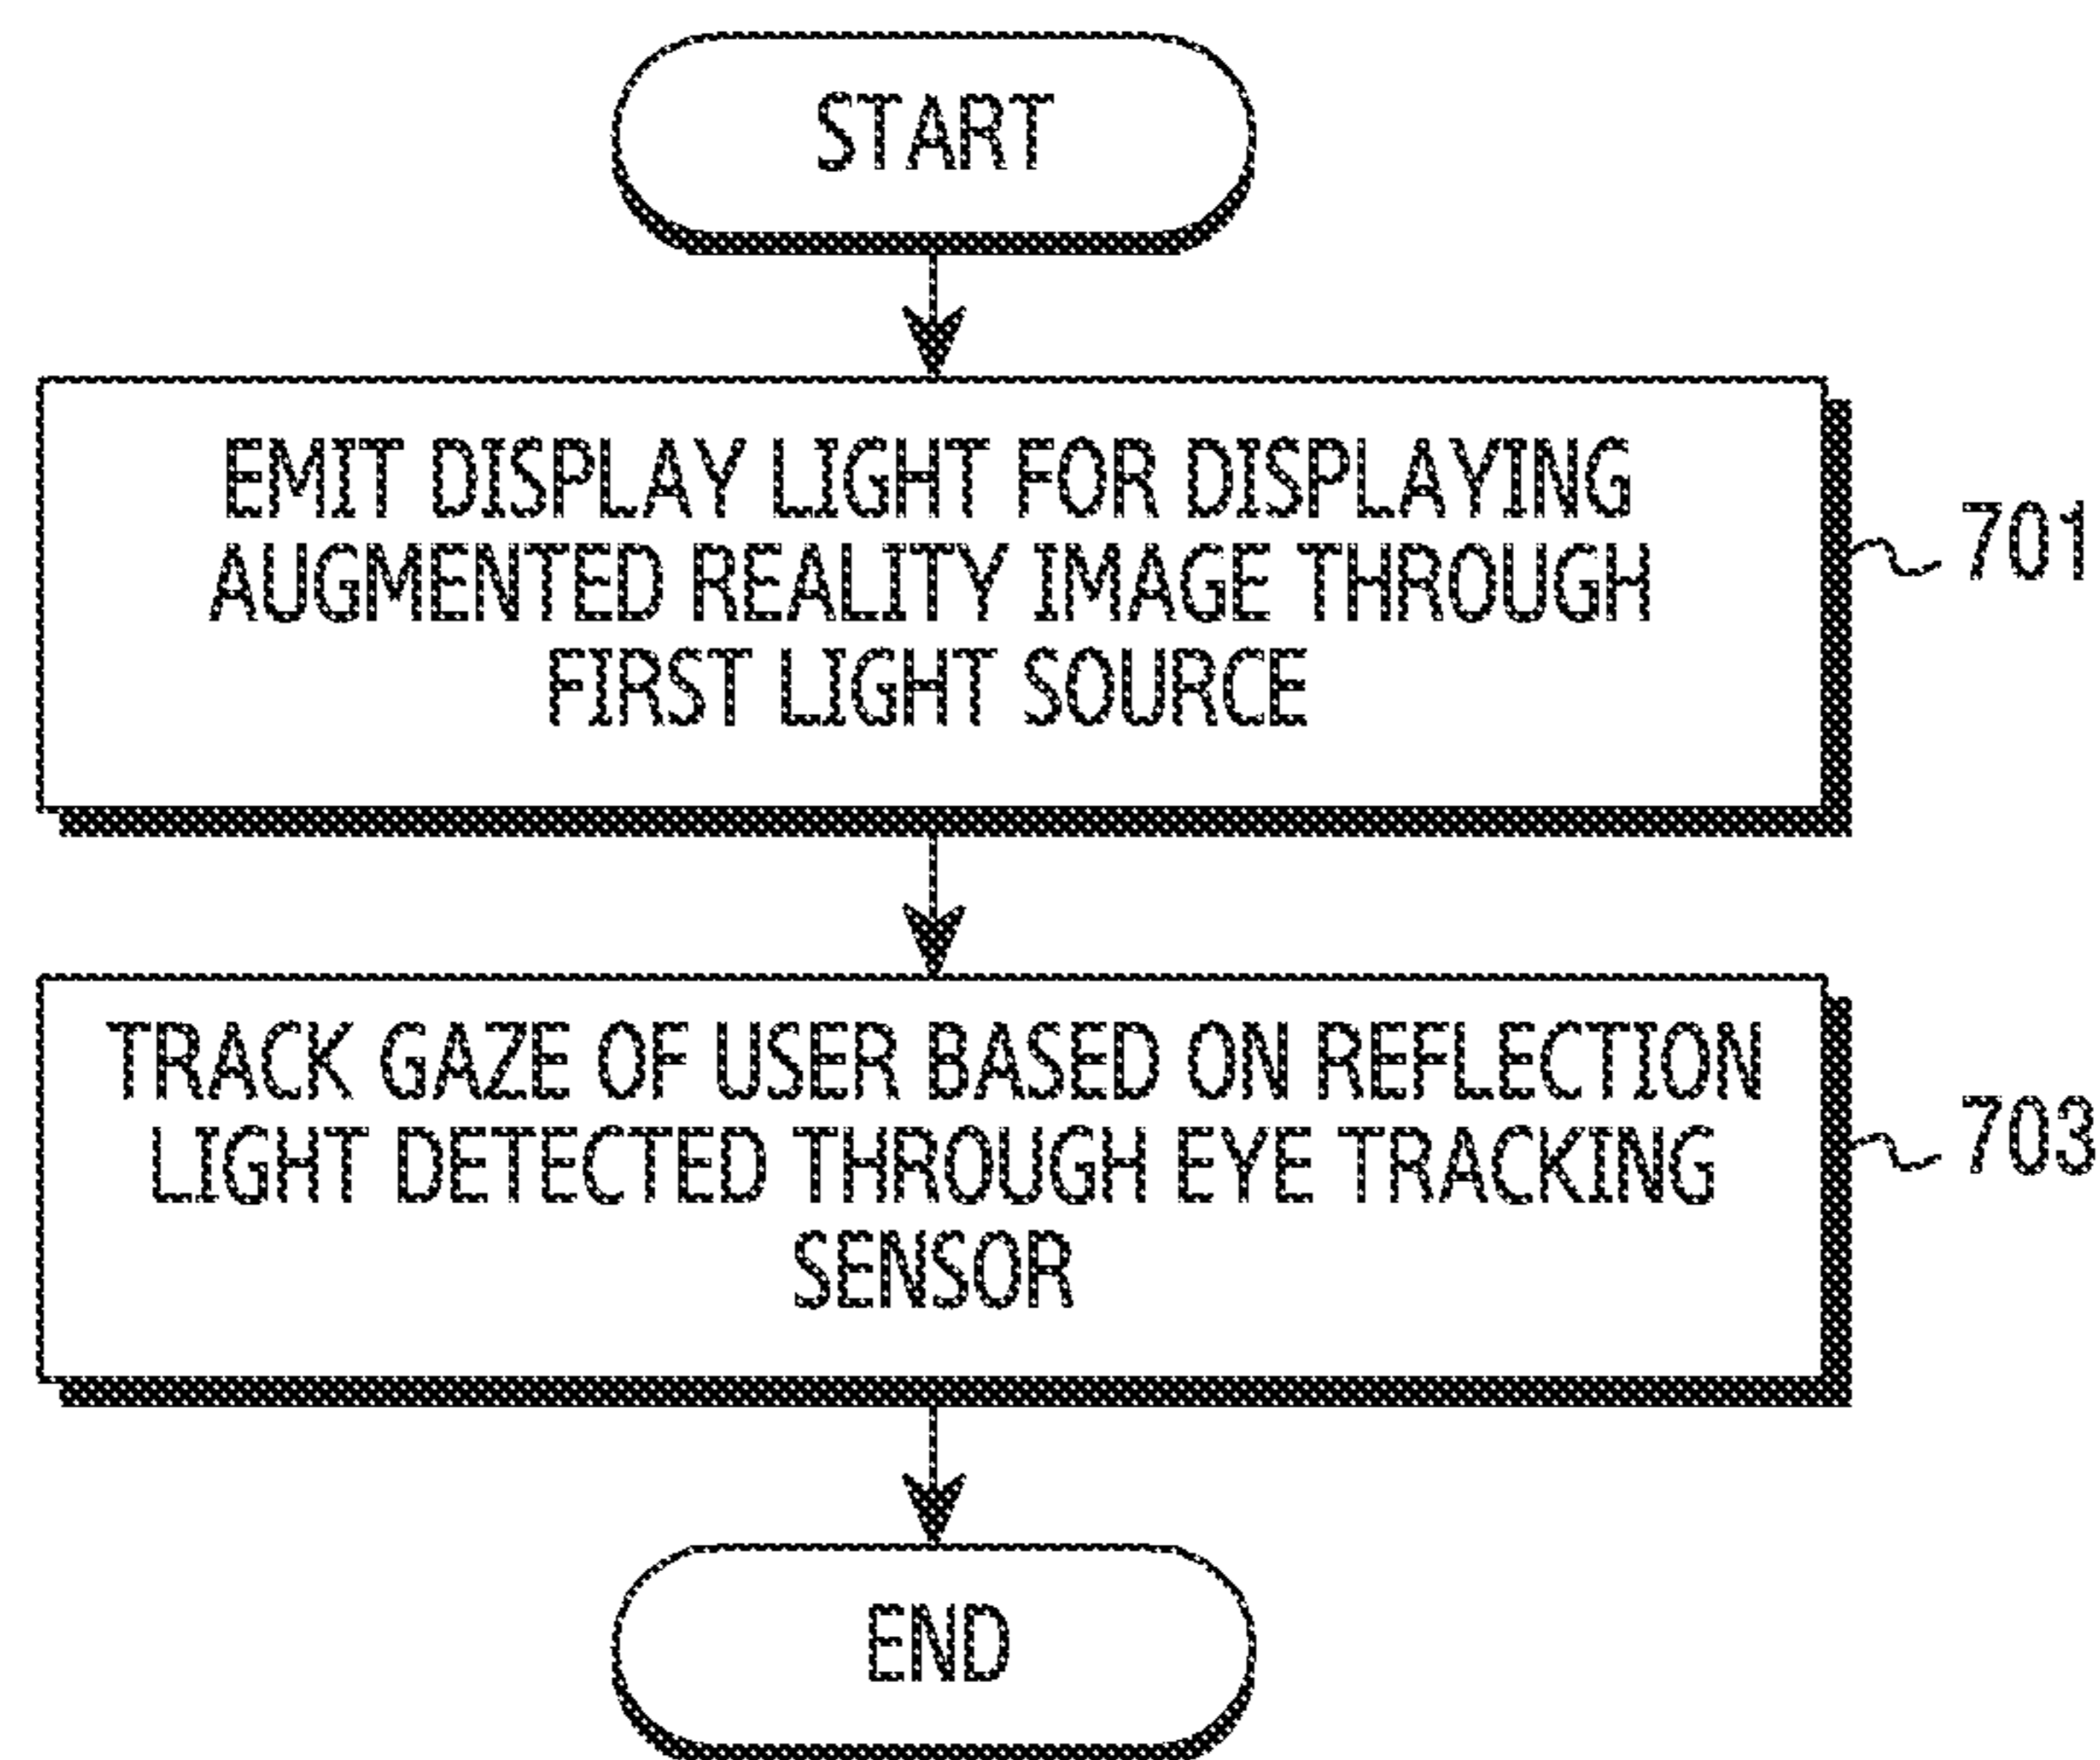 START
EMIT DISPLAY LIGHT FOR DISPLAYING
AUGMENTED REALITY IMAGE THROUGH
FIRST LIGHT SOURCE
701
TRACK GAZE OF USER BASED ON REFLECTION
LIGHT DETECTED THROUGH EYE TRACKING
SENSOR
703
END